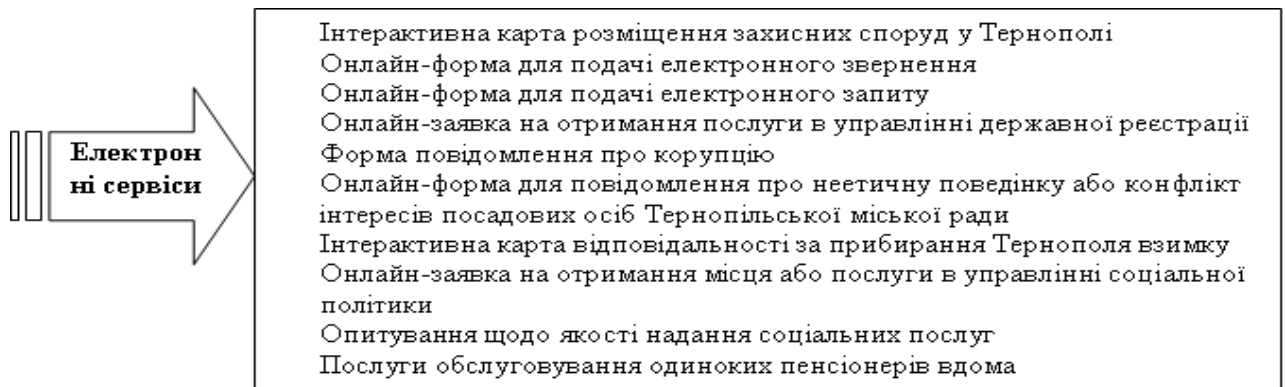 Електрон
ні сервіси
Інтерактивна карта розміщення захисних споруд у Тернополі
Онлайн-форма для подачі електронного звернення
Онлайн-форма для подачі електронного запиту
Онлайн-заявка на отримання послуги в управлінні державної реєстрації
Форма повідомлення про корупцію
Онлайн-форма для повідомлення про неетичну поведінку або конфлікт
інтересів посадових осіб Тернопільської міської ради
Інтерактивна карта відповідальності за прибирання Тернополя взимку
Онлайн-заявка на отримання місця або послуги в управлінні соціальної
політики
Опитування щодо якості надання соціальних послуг
Послуги обслуговування одиноких пенсіонерів вдома